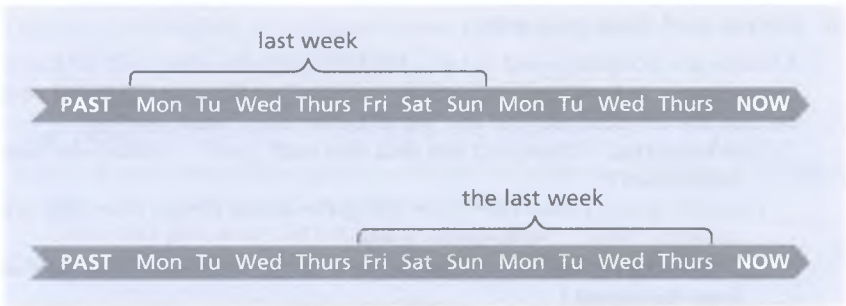 last week
PAST Mon Tu Wed Thurs Fri Sat Sun Mon Tu Wed Thurs NOW
the last week
PAST Mon Tu Wed Thurs Fri Sat Sun Mon Tu Wed Thurs NOW